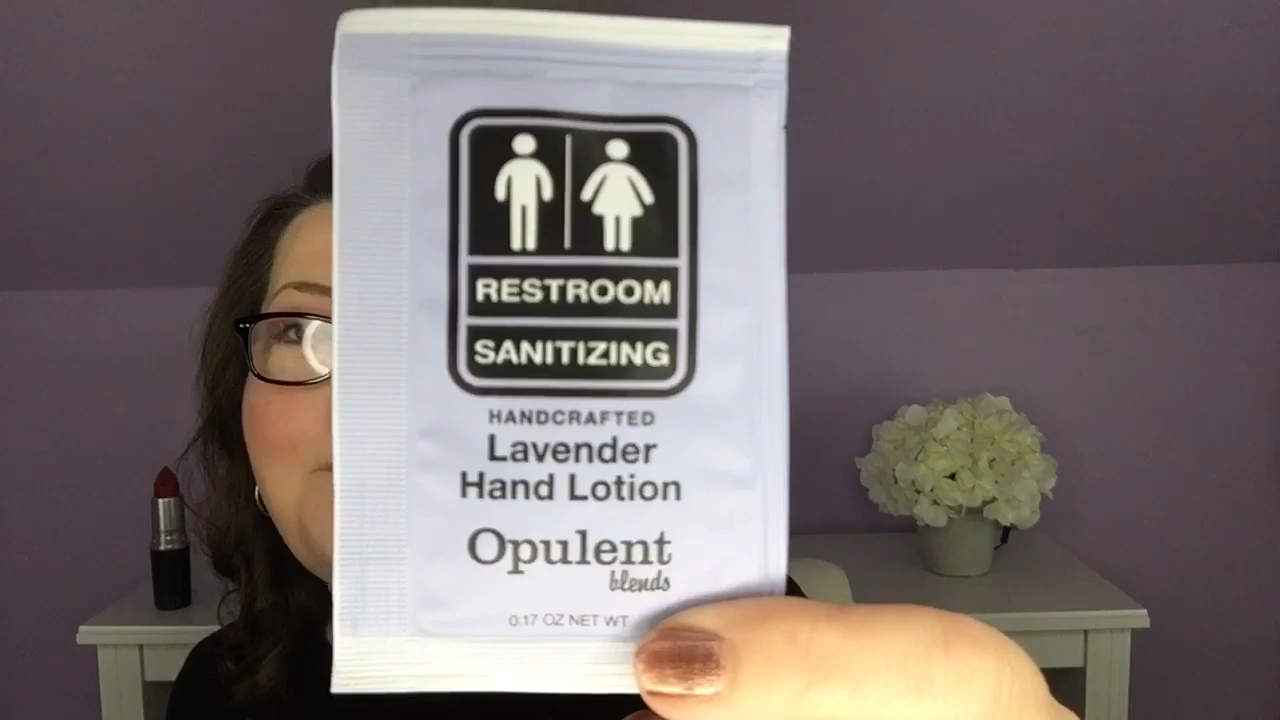 RESTROOM
SANITIZING
HANDCRAFTED
Lavender
Hand Lotion
Opulent
blends
0.17 OZ NET WT